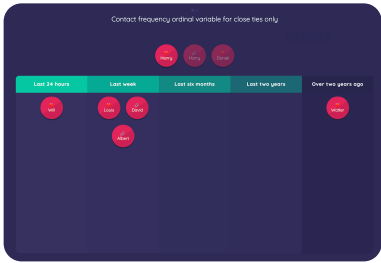 Contact frequency ordinal variable for close ties only
Henry Harry Daniel
Last 24 hours Last week Last six months Last two years Over two years ago
Will Louis David Walter
Albert